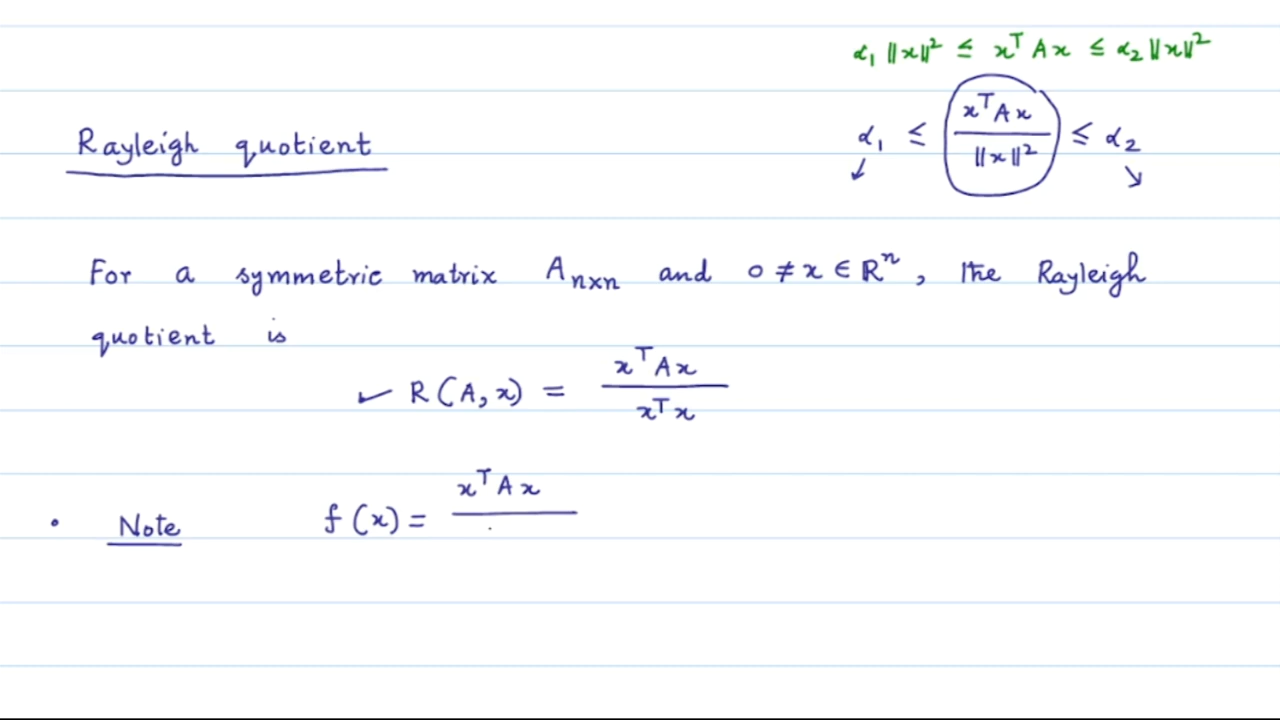 α₁ ||x||² ≤ xᵀAx ≤ α₂ ||x||²
α₁ ≤ xᵀAx / ||x||² ≤ α₂
Rayleigh quotient
For a symmetric matrix Aₙₓₙ and 0 ≠ x ∈ Rⁿ, the Rayleigh
quotient is
✓ R(A, x) = xᵀAx / xᵀx
• Note f(x) = xᵀAx /